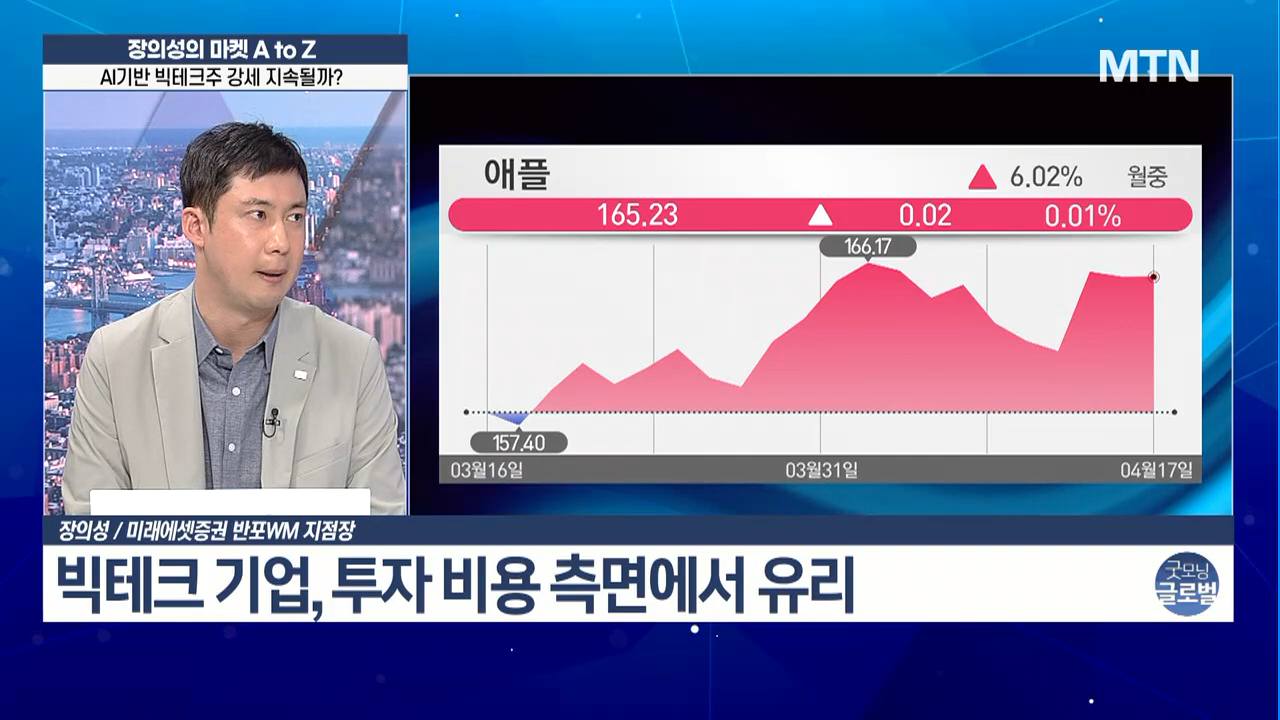 장의성의 마켓 A to Z
AI기반 빅테크주 강세 지속될까?
MTN
애플 ▲ 6.02% 월중
165.23 ▲ 0.02 0.01%
166.17
157.40
03월16일 03월31일 04월17일
장의성 / 미래에셋증권 반포WM 지점장
빅테크 기업, 투자 비용 측면에서 유리
굿모닝
글로벌